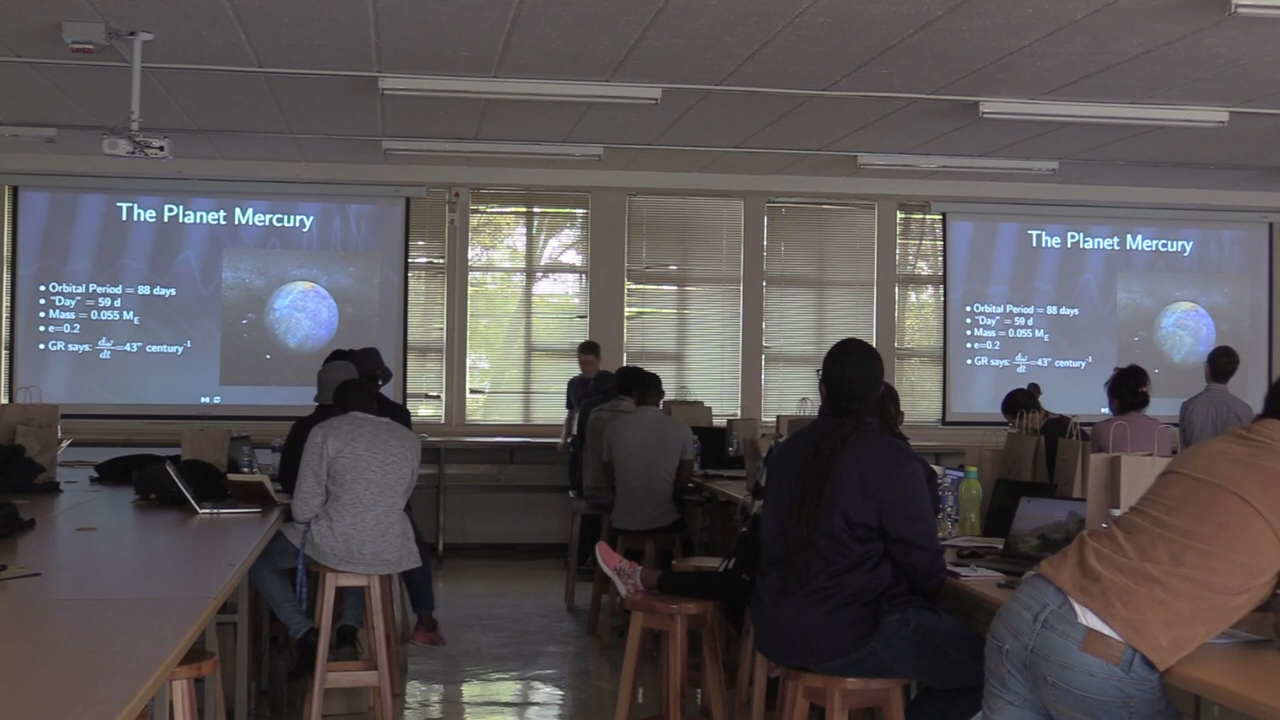 The Planet Mercury
• Orbital Period = 88 days
• "Day" = 59 d
• Mass = 0.055 M_E
• e=0.2
• GR says: dω/dt=43" century⁻¹
The Planet Mercury
• Orbital Period = 88 days
• "Day" = 59 d
• Mass = 0.055 M_E
• e=0.2
• GR says: dω/dt=43" century⁻¹